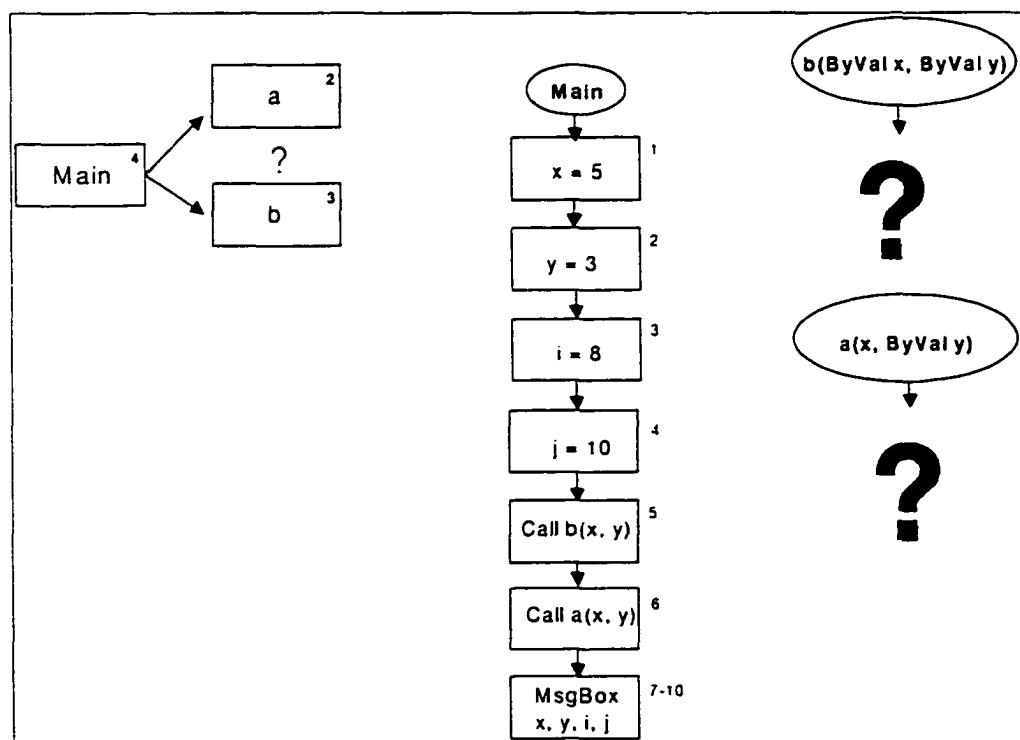 2
a
4
Main
?
3
b
Main
1
x = 5
2
y = 3
3
i = 8
4
j = 10
5
Call b(x, y)
6
Call a(x, y)
7-10
MsgBox
x, y, i, j
b(ByVal x, ByVal y)
?
a(x, ByVal y)
?